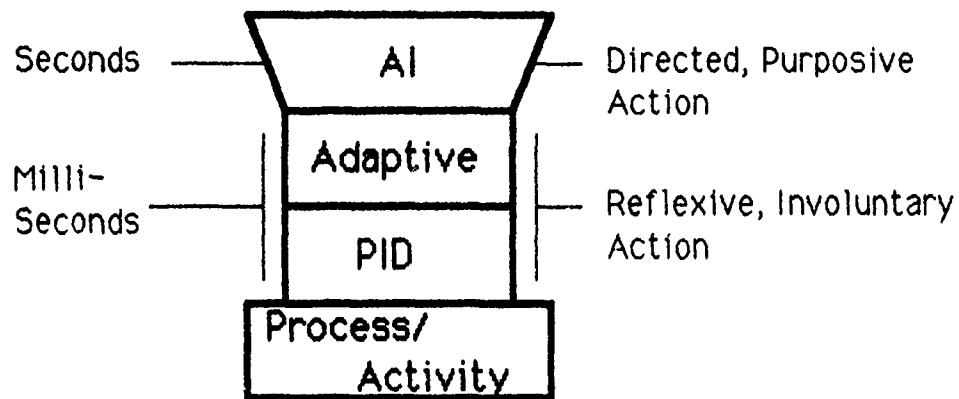 Seconds
AI
Directed, Purposive
Action
Adaptive
Milli-
Seconds
Reflexive, Involuntary
Action
PID
Process/
Activity